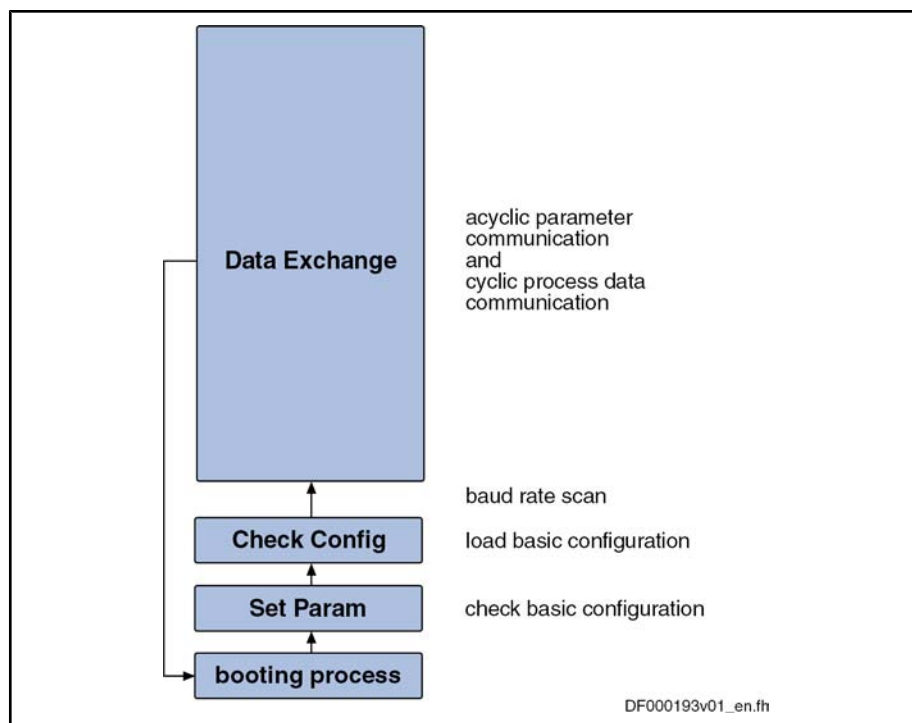 acyclic parameter
communication
and
Data Exchange
cyclic process data
communication
baud rate scan
Check Config
load basic configuration
Set Param
check basic configuration
booting process
DF000193v01_en.fh